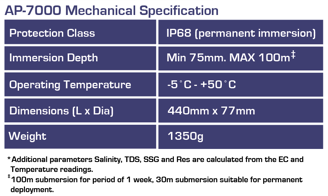 AP-7000 Mechanical Specification
Protection Class IP68 (permanent immersion)
Immersion Depth Min 75mm. MAX 100m‡
Operating Temperature -5°C - +50°C
Dimensions (L x Dia) 440mm x 77mm
Weight 1350g
*Additional parameters Salinity, TDS, SSG and Res are calculated from the EC and
Temperature readings.
‡100m submersion for period of 1 week, 30m submersion suitable for permanent
deployment.